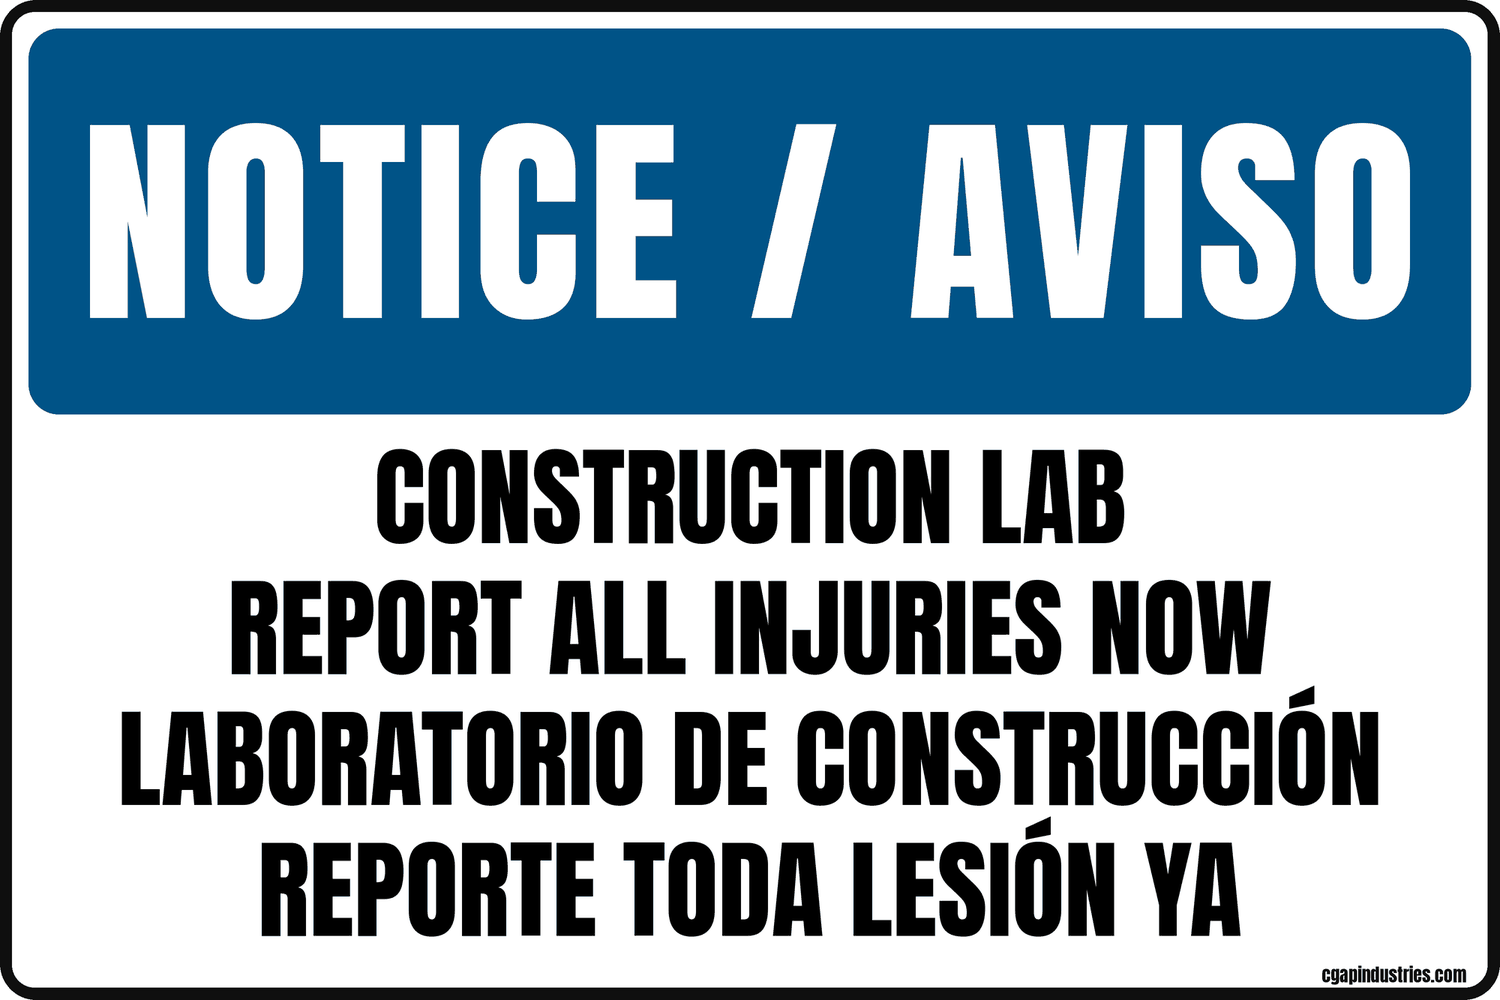 NOTICE / AVISO
CONSTRUCTION LAB
REPORT ALL INJURIES NOW
LABORATORIO DE CONSTRUCCIÓN
REPORTE TODA LESIÓN YA
cgapindustries.com